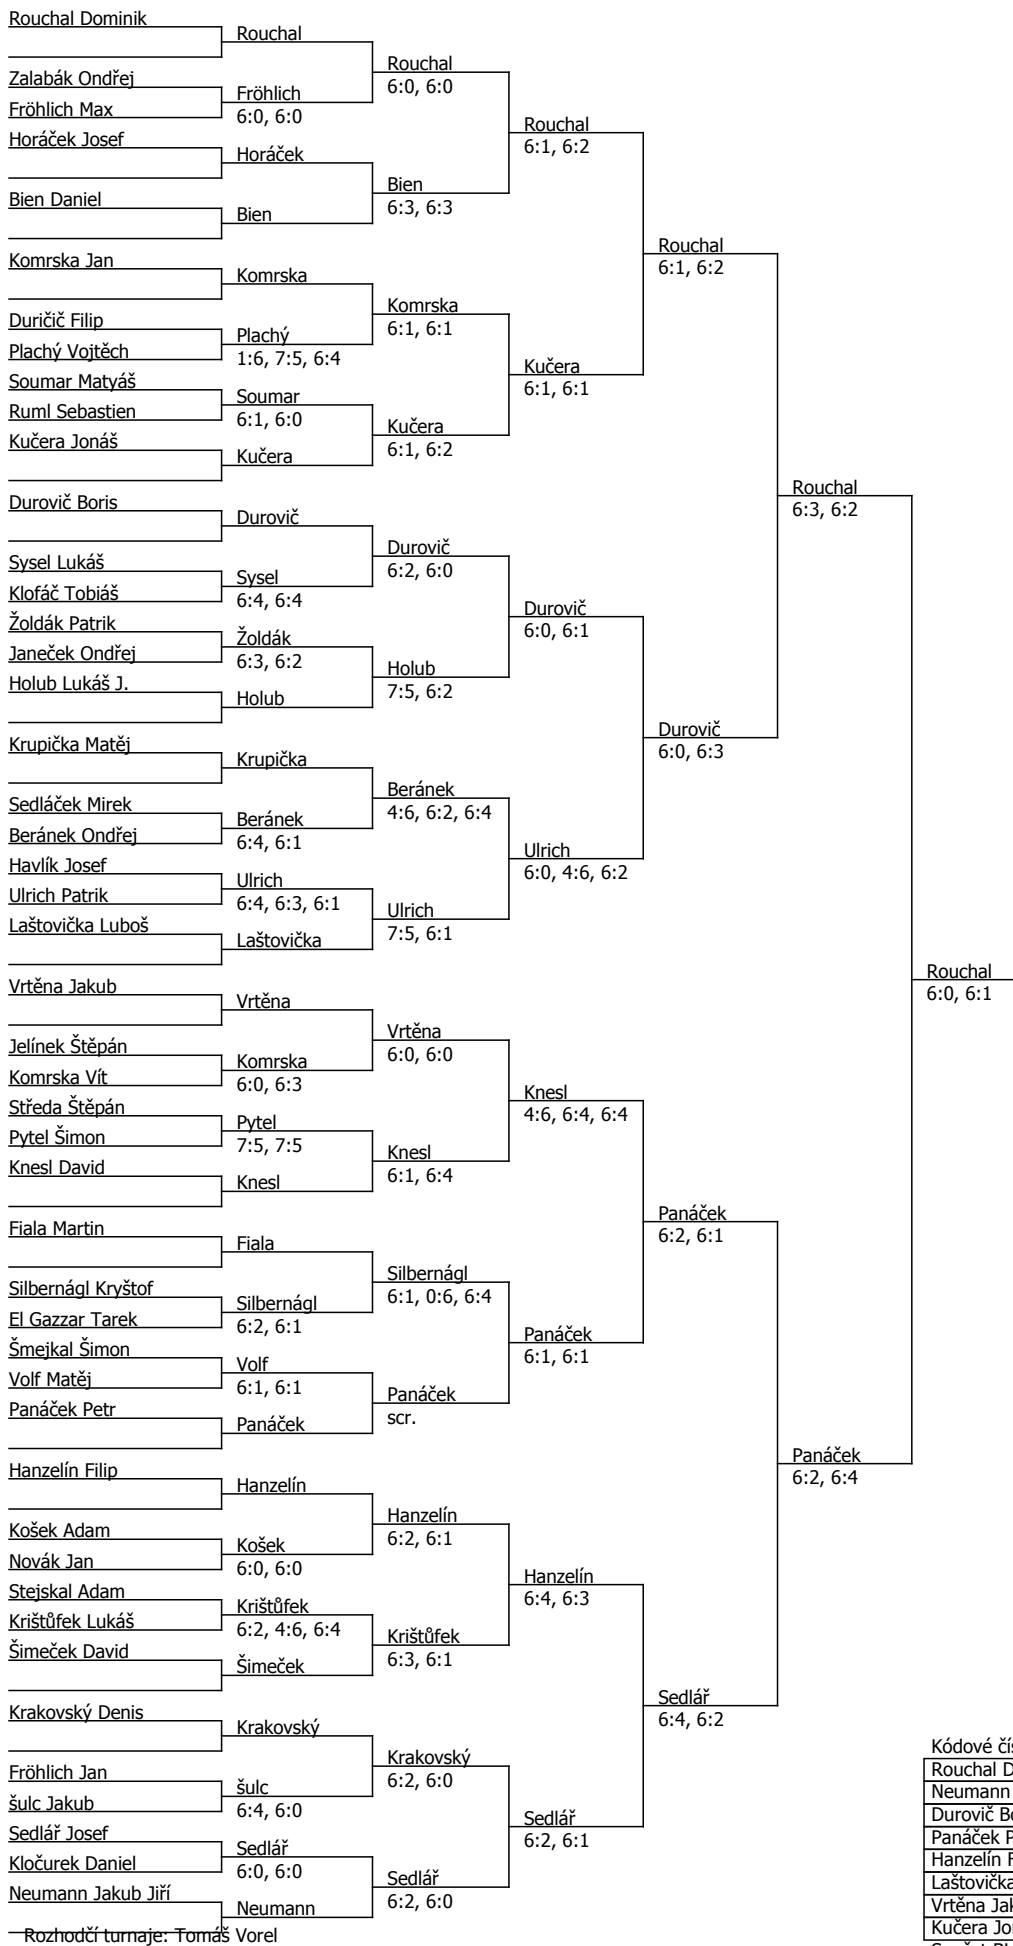 Rouchal Dominik
Zalabák Ondřej
Fröhlich Max
Horáček Josef
Bien Daniel
Komrska Jan
Duričič Filip
Plachý Vojtěch
Soumar Matyáš
Ruml Sebastien
Kučera Jonáš
Durovič Boris
Sysel Lukáš
Klofáč Tobiáš
Žoldák Patrik
Janeček Ondřej
Holub Lukáš J.
Krupička Matěj
Sedláček Mirek
Beránek Ondřej
Havlík Josef
Ulrich Patrik
Laštovička Luboš
Vrtěna Jakub
Jelínek Štěpán
Komrska Vít
Středa Štěpán
Pytel Šimon
Knesl David
Fiala Martin
Silbernágl Kryštof
El Gazzar Tarek
Šmejkal Šimon
Volf Matěj
Panáček Petr
Hanzelín Filip
Košek Adam
Novák Jan
Stejskal Adam
Krištůfek Lukáš
Šimeček David
Krakovský Denis
Fröhlich Jan
šulc Jakub
Sedlář Josef
Kločurek Daniel
Neumann Jakub Jiří
Rozhodčí turnaje: Tomáš Vorel
Rouchal
Fröhlich
6:0, 6:0
Horáček
Bien
Komrska
Plachý
1:6, 7:5, 6:4
Soumar
6:1, 6:0
Kučera
Durovič
Sysel
6:4, 6:4
Žoldák
6:3, 6:2
Holub
Krupička
Beránek
6:4, 6:1
Ulrich
6:4, 6:3, 6:1
Laštovička
Vrtěna
Komrska
6:0, 6:3
Pytel
7:5, 7:5
Knesl
Fiala
Silbernágl
6:2, 6:1
Volf
6:1, 6:1
Panáček
Hanzelín
Košek
6:0, 6:0
Krištůfek
6:2, 4:6, 6:4
Šimeček
Krakovský
šulc
6:4, 6:0
Sedlář
6:0, 6:0
Neumann
Rouchal
6:0, 6:0
Bien
6:3, 6:3
Komrska
6:1, 6:1
Kučera
6:1, 6:2
Durovič
6:2, 6:0
Holub
7:5, 6:2
Beránek
4:6, 6:2, 6:4
Ulrich
7:5, 6:1
Vrtěna
6:0, 6:0
Knesl
6:1, 6:4
Silbernágl
6:1, 0:6, 6:4
Panáček
scr.
Hanzelín
6:2, 6:1
Krištůfek
6:3, 6:1
Krakovský
6:2, 6:0
Sedlář
6:2, 6:0
Rouchal
6:1, 6:2
Kučera
6:1, 6:1
Durovič
6:0, 6:1
Ulrich
6:0, 4:6, 6:2
Knesl
4:6, 6:4, 6:4
Panáček
6:1, 6:1
Hanzelín
6:4, 6:3
Sedlář
6:2, 6:1
Rouchal
6:1, 6:2
Durovič
6:0, 6:3
Panáček
6:2, 6:1
Sedlář
6:4, 6:2
Rouchal
6:3, 6:2
Panáček
6:2, 6:4
Rouchal
6:0, 6:1
Kódové čí
Rouchal D
Neumann
Durovič B
Panáček P
Hanzelín F
Laštovička
Vrtěna Ja
Kučera Jo